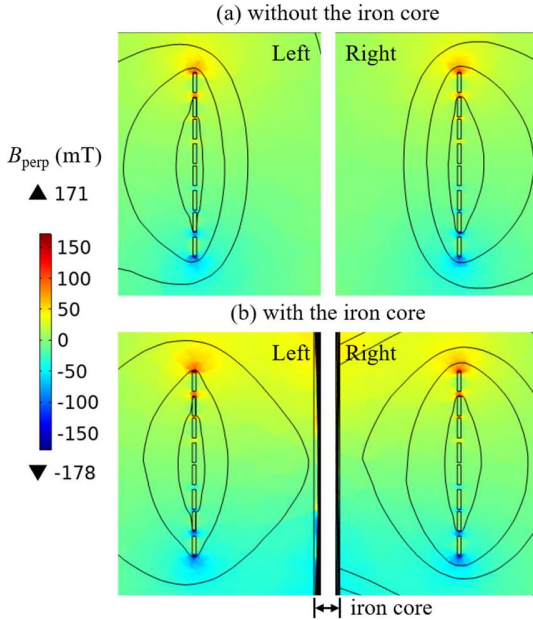 (a) without the iron core
Left
Right
B_perp (mT)
▲ 171
150
100
50
0
-50
-100
-150
▼ -178
(b) with the iron core
Left
Right
iron core